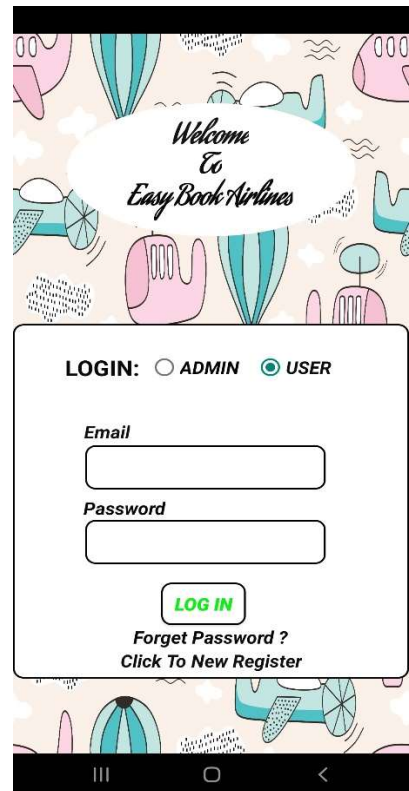 Welcome
To
Easy Book Airlines
LOGIN: ADMIN USER
Email
Password
LOG IN
Forget Password ?
Click To New Register